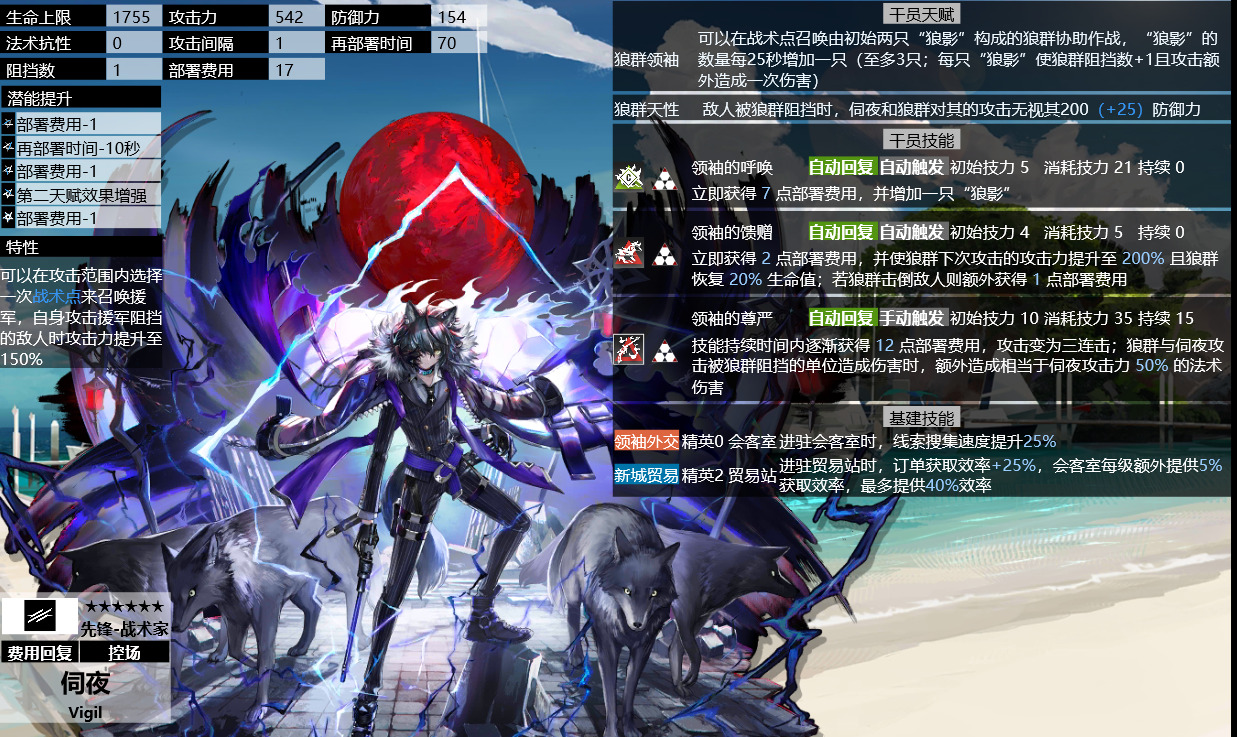 生命上限 1755 攻击力 542 防御力 154
法术抗性 0 攻击间隔 1 再部署时间 70
阻挡数 1 部署费用 17
潜能提升
部署费用-1
再部署时间-10秒
部署费用-1
第二天赋效果增强
部署费用-1
特性
可以在攻击范围内选择
一次战术点来召唤援
军，自身攻击援军阻挡
的敌人时攻击力提升至
150%
★★★★★★
先锋-战术家
费用回复 控场
伺夜
Vigil
干员天赋
狼群领袖
可以在战术点召唤由初始两只“狼影”构成的狼群协助作战，“狼影”的
数量每25秒增加一只（至多3只；每只“狼影”使狼群阻挡数+1且攻击额
外造成一次伤害）
狼群天性 敌人被狼群阻挡时，伺夜和狼群对其的攻击无视其200（+25）防御力
干员技能
领袖的呼唤 自动回复 自动触发 初始技力 5 消耗技力 21 持续 0
立即获得 7 点部署费用，并增加一只“狼影”
领袖的馈赠 自动回复 自动触发 初始技力 4 消耗技力 5 持续 0
立即获得 2 点部署费用，并使狼群下次攻击的攻击力提升至 200% 且狼群
恢复 20% 生命值；若狼群击倒敌人则额外获得 1 点部署费用
领袖的尊严 自动回复 手动触发 初始技力 10 消耗技力 35 持续 15
技能持续时间内逐渐获得 12 点部署费用，攻击变为三连击；狼群与伺夜攻
击被狼群阻挡的单位造成伤害时，额外造成相当于伺夜攻击力 50% 的法术
伤害
基建技能
领袖外交 精英0 会客室 进驻会客室时，线索搜集速度提升25%
新城贸易 精英2 贸易站 进驻贸易站时，订单获取效率+25%，会客室每级额外提供5%
获取效率，最多提供40%效率